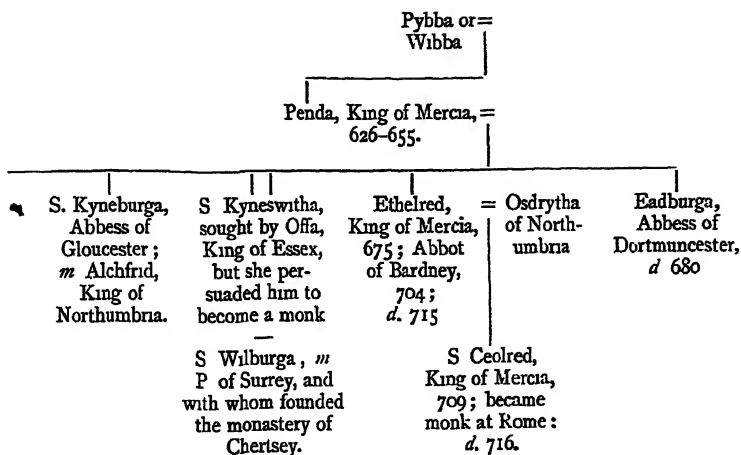 Pybba or=
Wibba
Penda, King of Mercia,=
626–655.
S. Kyneburga,
Abbess of
Gloucester ;
m Alchfrid,
King of
Northumbria.
S Kyneswitha,
sought by Offa,
King of Essex,
but she per-
suaded him to
become a monk
—
S Wilburga , m
P of Surrey, and
with whom founded
the monastery of
Chertsey.
Ethelred,
King of Mercia,
675 ; Abbot
of Bardney,
704 ;
d. 715
= Osdrytha
of North-
umbria
S Ceolred,
King of Mercia,
709 ; became
monk at Rome :
d. 716.
Eadburga,
Abbess of
Dortmuncester,
d 680